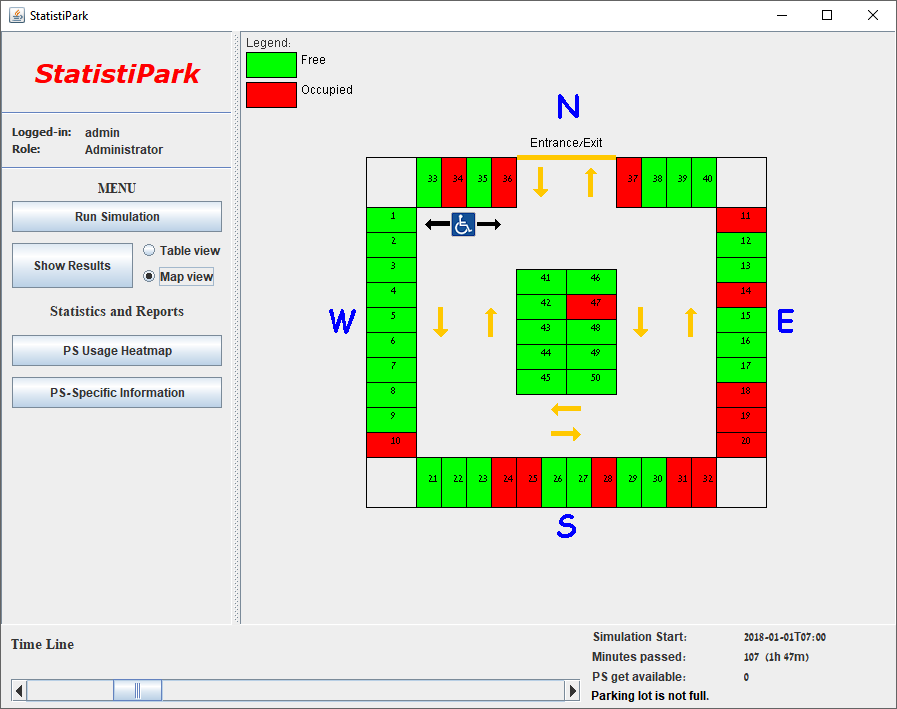 StatistiPark
StatistiPark
Logged-in: admin
Role: Administrator
MENU
Run Simulation
Show Results
Table view
Map view
Statistics and Reports
PS Usage Heatmap
PS-Specific Information
Legend:
Free
Occupied
N
Entrance/Exit
33 34 35 36 37 38 39 40
1 11
2 12
3 13
41 46
4 14
42 47
5 15
W E
43 48
6 16
44 49
7 17
45 50
8 18
9 19
10 20
21 22 23 24 25 26 27 28 29 30 31 32
S
Time Line
Simulation Start: 2018-01-01T07:00
Minutes passed: 107 (1h 47m)
PS get available: 0
Parking lot is not full.